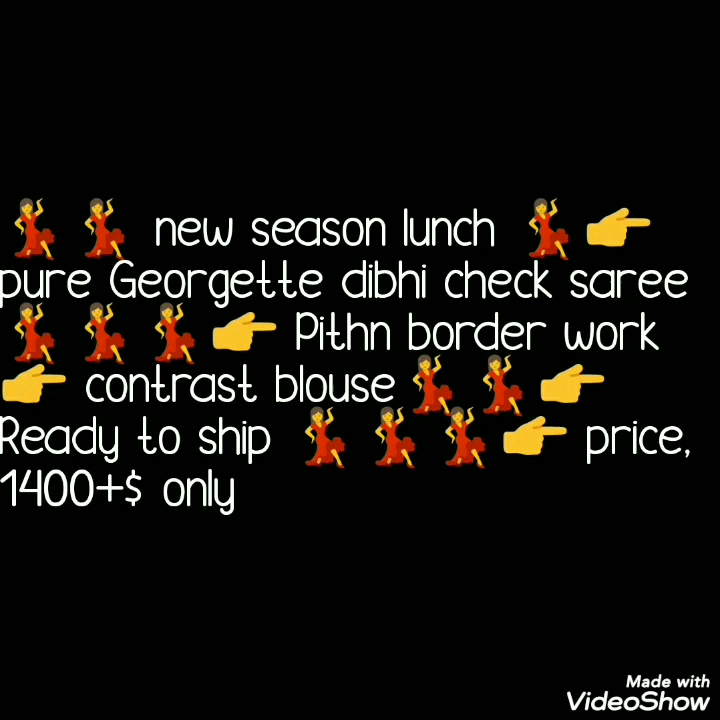 💃💃 new season lunch 💃👉
pure Georgette dibhi check saree
💃💃💃👉 Pithn border work
👉 contrast blouse💃💃👉
Ready to ship 💃💃💃👉 price,
1400+$ only
Made with
VideoShow